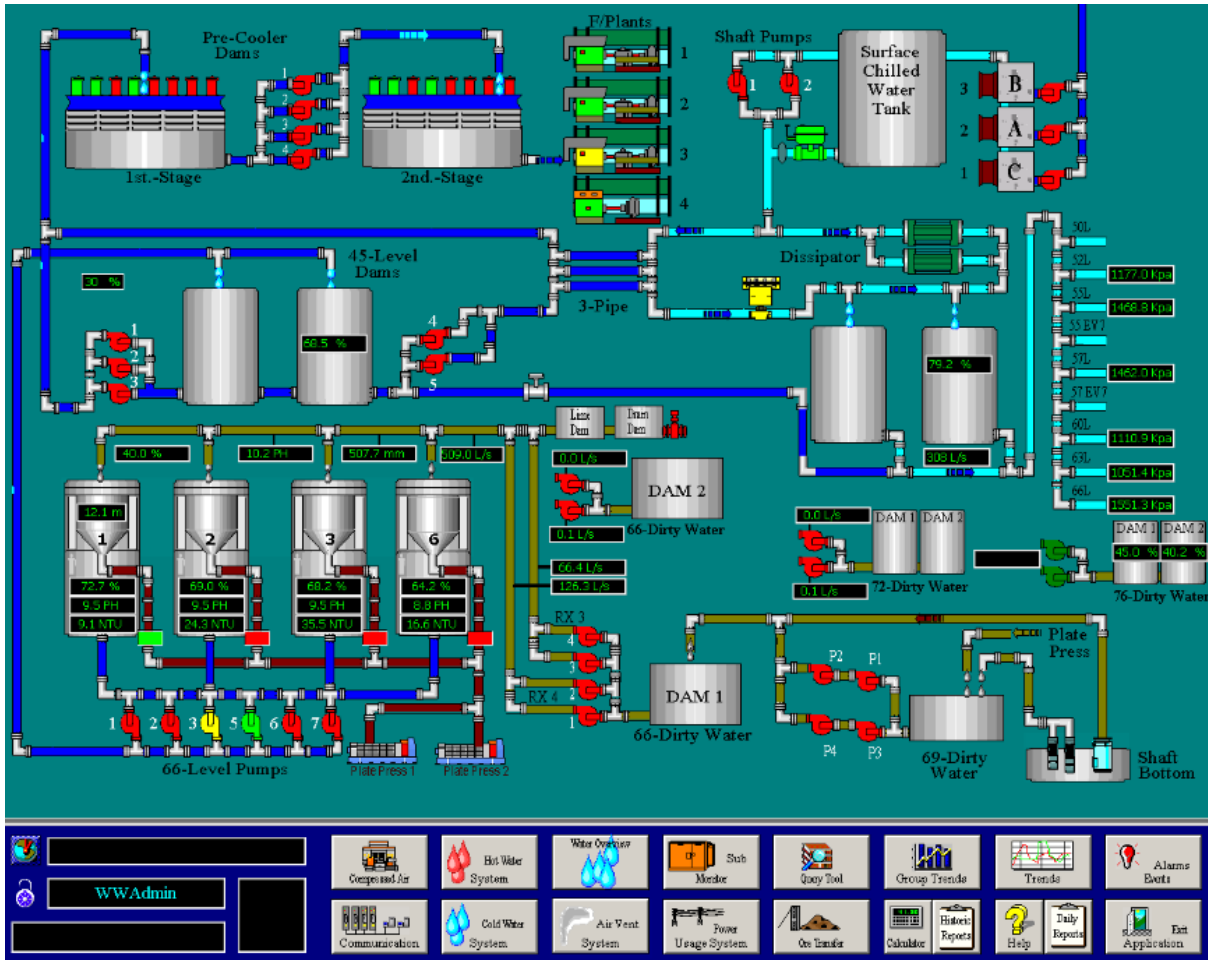 Pre-Cooler
Dams
F/Plants
Shaft Pumps
Surface
Chilled
Water
Tank
1
2
3
4
1
2
3
4
1
2
3
B
2
A
1
C
1st.-Stage
2nd.-Stage
45-Level
Dams
30 %
68.5 %
1
2
3
4
5
3-Pipe
Dissipator
79.2 %
308 L/s
50L
52L
1177.0 Kpa
55L
1468.8 Kpa
55 EV7
57L
1462.0 Kpa
57 EV7
60L
1110.9 Kpa
63L
1051.4 Kpa
66L
1551.3 Kpa
40.0 %
10.2 PH
507.7 mm
509.0 L/s
Lime
Dam
Drain
Dam
0.0 L/s
DAM 2
0.1 L/s
66-Dirty Water
66.4 L/s
126.3 L/s
12.1 m
1
2
3
6
72.7 %
69.0 %
68.2 %
64.2 %
9.5 PH
9.5 PH
9.5 PH
8.8 PH
9.1 NTU
24.3 NTU
35.5 NTU
16.6 NTU
0.0 L/s
DAM 1
DAM 2
0.1 L/s
72-Dirty Water
DAM 1
DAM 2
45.0 %
40.2 %
76-Dirty Water
RX 3
4
3
2
RX 4
1
DAM 1
66-Dirty Water
P2
P1
P4
P3
Plate
Press
69-Dirty
Water
Shaft
Bottom
1
2
3
5
6
7
66-Level Pumps
Plate Press 1
Plate Press 2
WWAdmin
Compressed Air
Hot Water
System
Water Overview
Sub
Monitor
Query Tool
Group Trends
Trends
Alarms
Events
Communication
Cold Water
System
Air Vent
System
Power
Usage System
Ore Transfer
Calculator
Historic
Reports
Help
Daily
Reports
Exit
Application